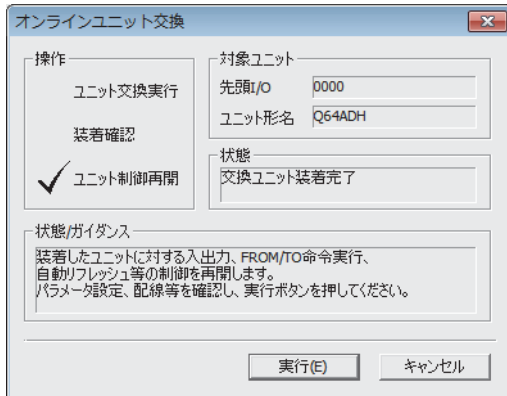 オンラインユニット交換
操作
ユニット交換実行
装着確認
ユニット制御再開
対象ユニット
先頭I/O 0000
ユニット形名 Q64ADH
状態
交換ユニット装着完了
状態/ガイダンス
装着したユニットに対する入出力、FROM/TO命令実行、
自動リフレッシュ等の制御を再開します。
パラメータ設定、配線等を確認し、実行ボタンを押してください。
実行(E) キャンセル